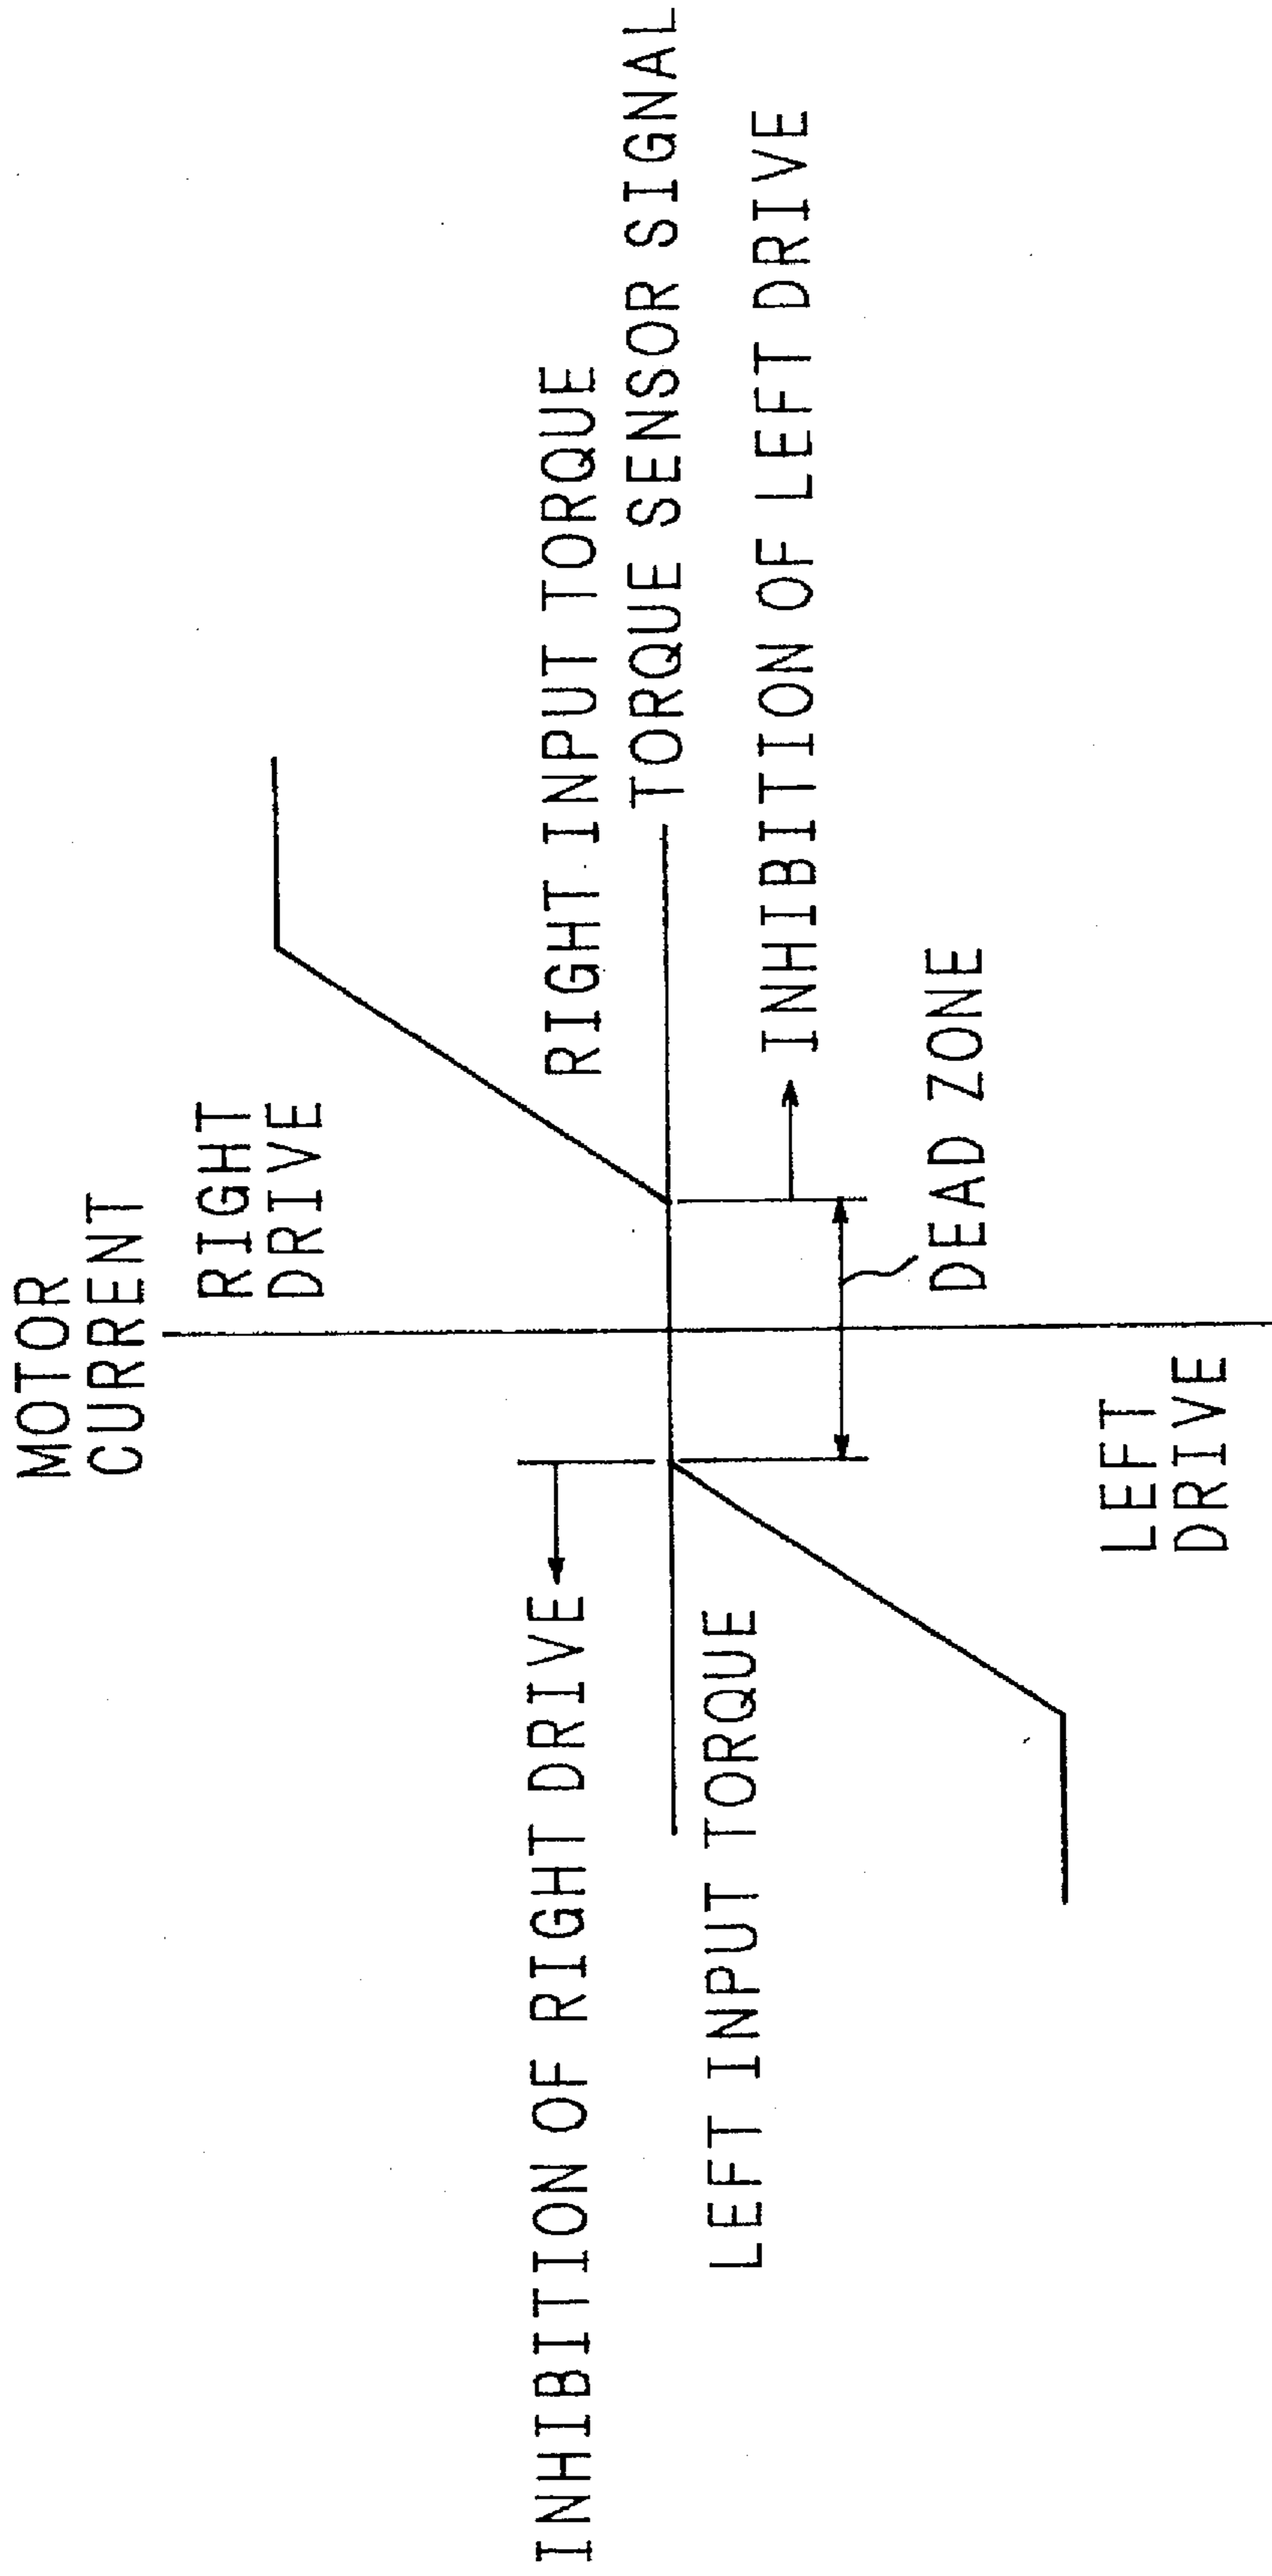 MOTOR
CURRENT
RIGHT
DRIVE
INHIBITION OF RIGHT DRIVE
RIGHT INPUT TORQUE
TORQUE SENSOR SIGNAL
LEFT INPUT TORQUE
INHIBITION OF LEFT DRIVE
DEAD ZONE
LEFT
DRIVE